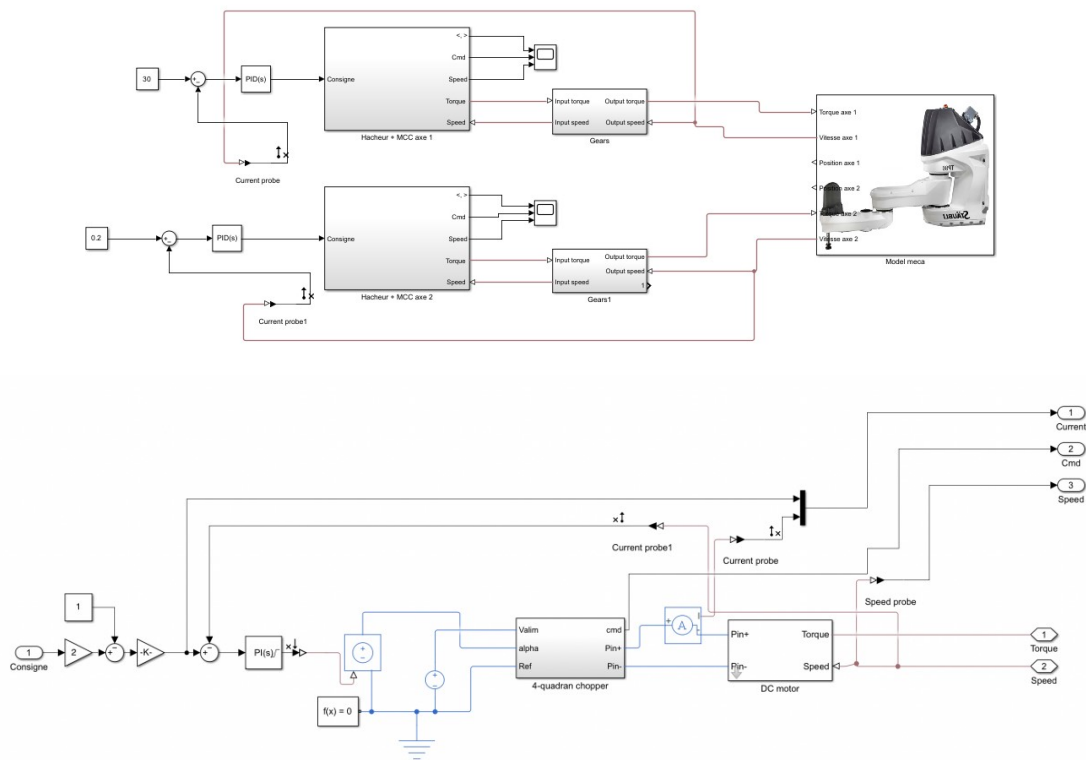 30
+_
PID(s)
Consigne
<, >
Cmd
Speed
Torque
Speed
Hacheur + MCC axe 1
Input torque
Input speed
Output torque
Output speed
Gears
Current probe
Torque axe 1
Vitesse axe 1
Position axe 1
Position axe 2
axe 2
Vitesse axe 2
STÄUBLI
Model meca
0.2
+_
PID(s)
Consigne
<, >
Cmd
Speed
Torque
Speed
Hacheur + MCC axe 2
Input torque
Input speed
Output torque
Output speed
1
Gears1
Current probe1
1
Current
2
Cmd
3
Speed
Current probe1
Current probe
Speed probe
1
1
Consigne
2
-K-
PI(s)
f(x) = 0
Valim
alpha
Ref
cmd
Pin+
Pin-
4-quadran chopper
A
Pin+
Pin-
Torque
Speed
DC motor
1
Torque
2
Speed